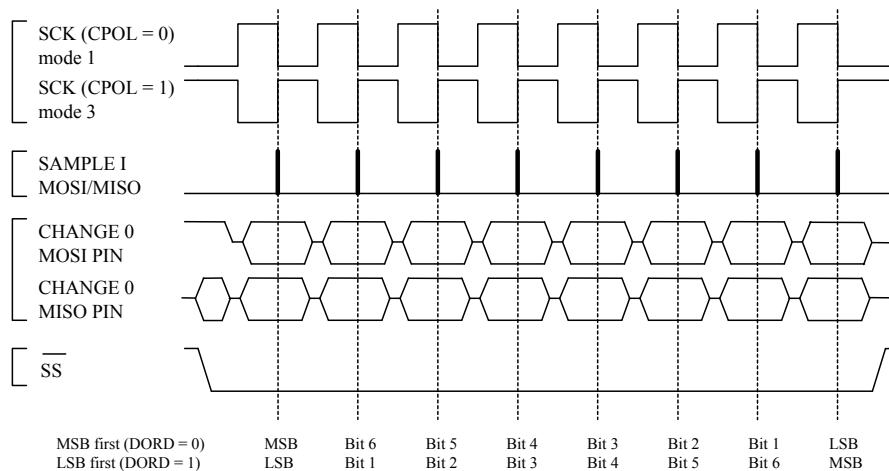 SCK (CPOL = 0)
mode 1
SCK (CPOL = 1)
mode 3
SAMPLE I
MOSI/MISO
CHANGE 0
MOSI PIN
CHANGE 0
MISO PIN
SS
MSB first (DORD = 0) MSB Bit 6 Bit 5 Bit 4 Bit 3 Bit 2 Bit 1 LSB
LSB first (DORD = 1) LSB Bit 1 Bit 2 Bit 3 Bit 4 Bit 5 Bit 6 MSB